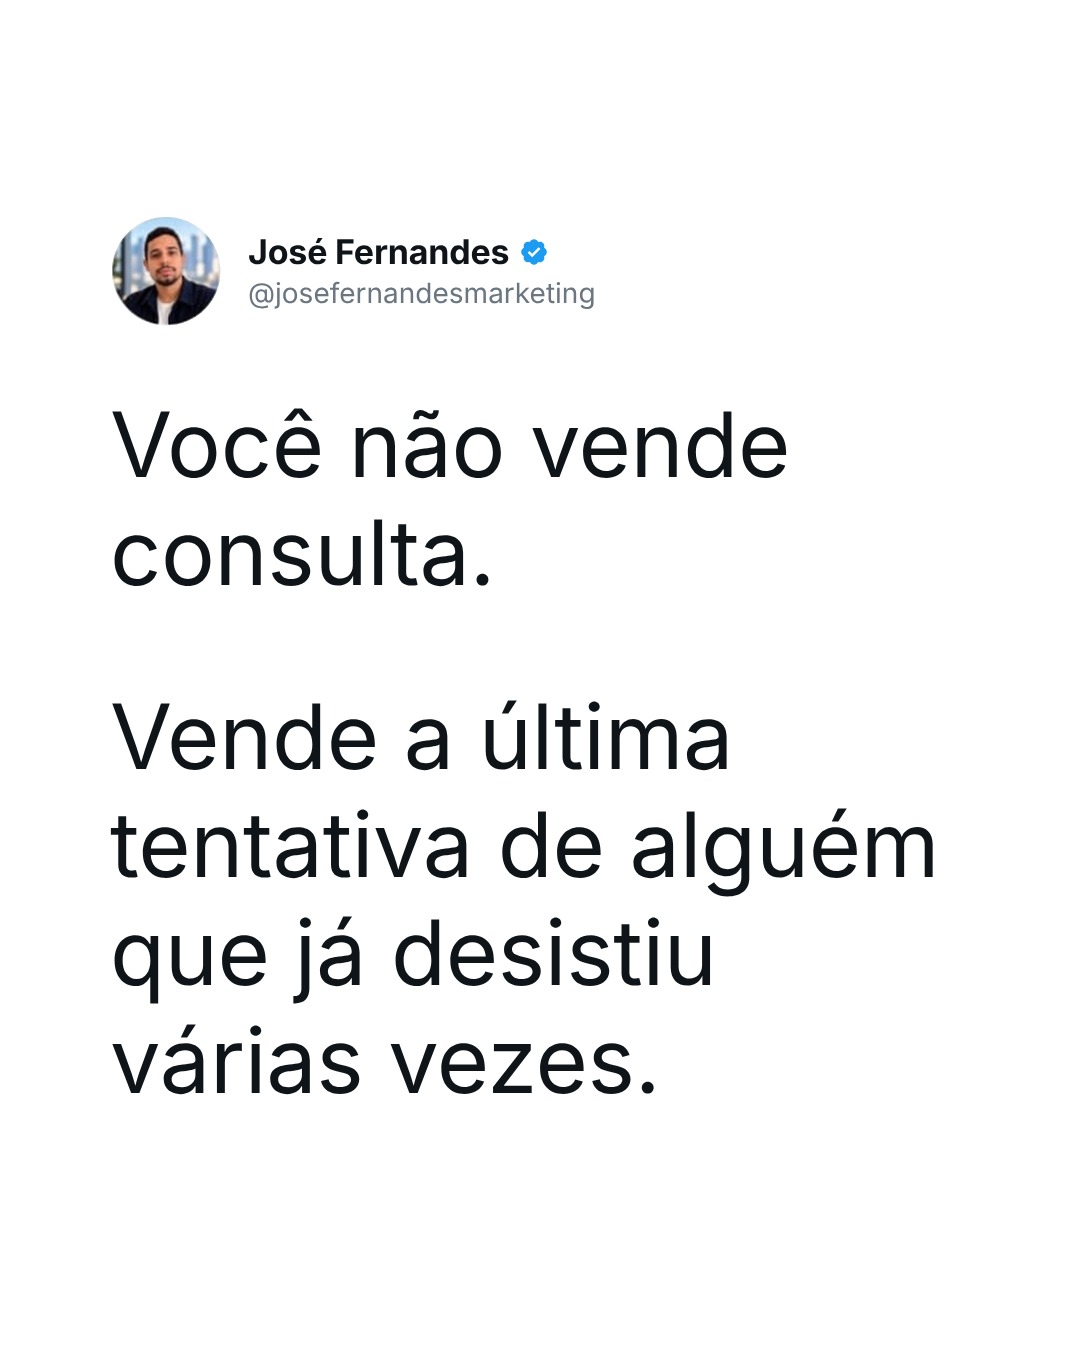 José Fernandes
@josefernandesmarketing
Você não vende
consulta.
Vende a última
tentativa de alguém
que já desistiu
várias vezes.